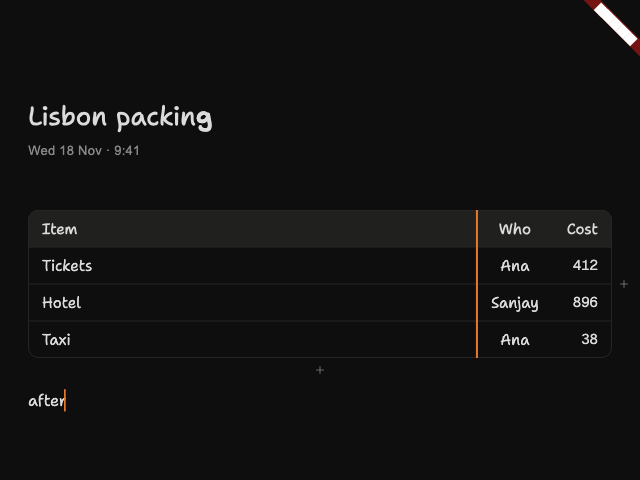 Lisbon packing
Wed 18 Nov · 9:41
Item Who Cost
Tickets Ana 412
Hotel Sanjay 896
Taxi Ana 38
+
+
after